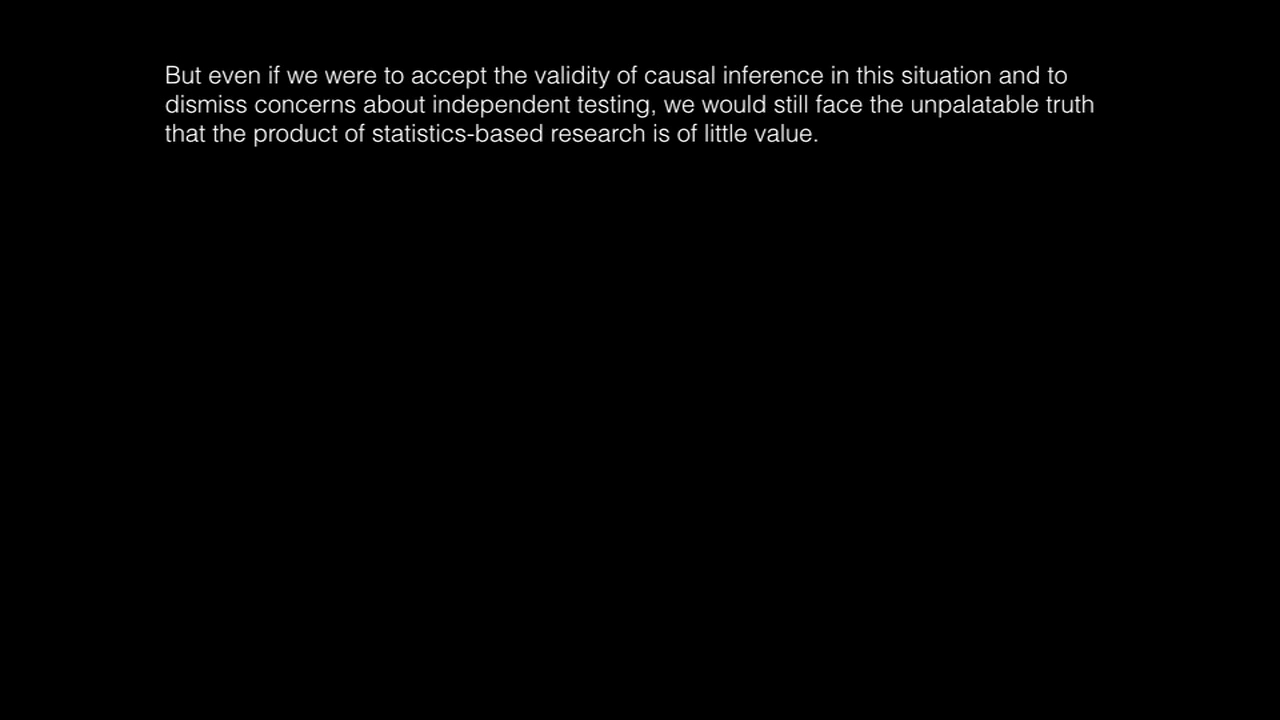 But even if we were to accept the validity of causal inference in this situation and to
dismiss concerns about independent testing, we would still face the unpalatable truth
that the product of statistics-based research is of little value.